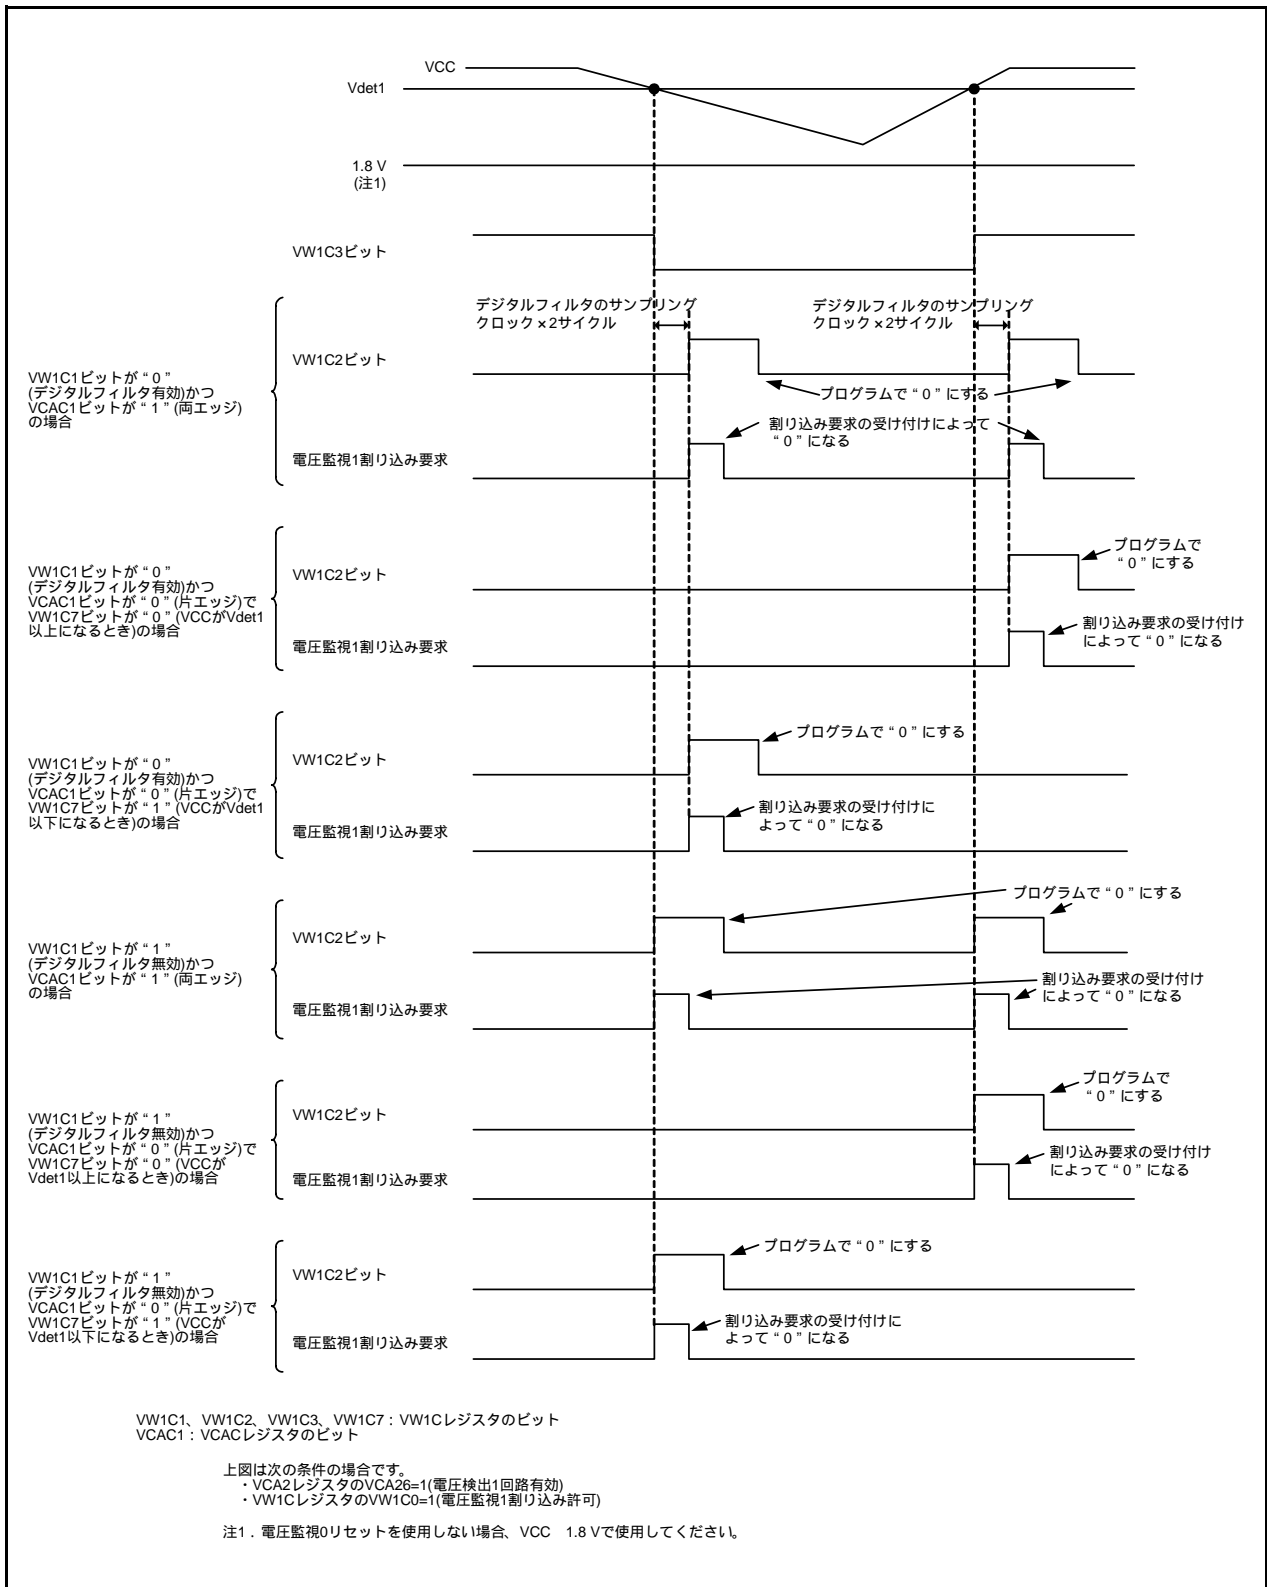 VCC
Vdet1
1.8 V
(注1)
VW1C3ビット
デジタルフィルタのサンプリング
クロック×2サイクル
デジタルフィルタのサンプリング
クロック×2サイクル
VW1C1ビットが“0”
(デジタルフィルタ有効)かつ
VCAC1ビットが“1”(両エッジ)
の場合
VW1C2ビット
プログラムで“0”にする
割り込み要求の受け付けによって
“0”になる
電圧監視1割り込み要求
VW1C1ビットが“0”
(デジタルフィルタ有効)かつ
VCAC1ビットが“0”(片エッジ)で
VW1C7ビットが“0”(VCCがVdet1
以上になるとき)の場合
VW1C2ビット
プログラムで
“0”にする
電圧監視1割り込み要求
割り込み要求の受け付け
によって“0”になる
VW1C1ビットが“0”
(デジタルフィルタ有効)かつ
VCAC1ビットが“0”(片エッジ)で
VW1C7ビットが“1”(VCCがVdet1
以下になるとき)の場合
VW1C2ビット
プログラムで“0”にする
電圧監視1割り込み要求
割り込み要求の受け付けに
よって“0”になる
VW1C1ビットが“1”
(デジタルフィルタ無効)かつ
VCAC1ビットが“1”(両エッジ)
の場合
VW1C2ビット
プログラムで“0”にする
電圧監視1割り込み要求
割り込み要求の受け付け
によって“0”になる
VW1C1ビットが“1”
(デジタルフィルタ無効)かつ
VCAC1ビットが“0”(片エッジ)で
VW1C7ビットが“0”(VCCが
Vdet1以上になるとき)の場合
VW1C2ビット
プログラムで
“0”にする
電圧監視1割り込み要求
割り込み要求の受け付け
によって“0”になる
VW1C1ビットが“1”
(デジタルフィルタ無効)かつ
VCAC1ビットが“0”(片エッジ)で
VW1C7ビットが“1”(VCCが
Vdet1以下になるとき)の場合
VW1C2ビット
プログラムで“0”にする
電圧監視1割り込み要求
割り込み要求の受け付けに
よって“0”になる
VW1C1、VW1C2、VW1C3、VW1C7：VW1Cレジスタのビット
VCAC1：VCACレジスタのビット
上図は次の条件の場合です。
・VCA2レジスタのVCA26=1(電圧検出1回路有効)
・VW1CレジスタのVW1C0=1(電圧監視1割り込み許可)
注1．電圧監視0リセットを使用しない場合、VCC　1.8 Vで使用してください。